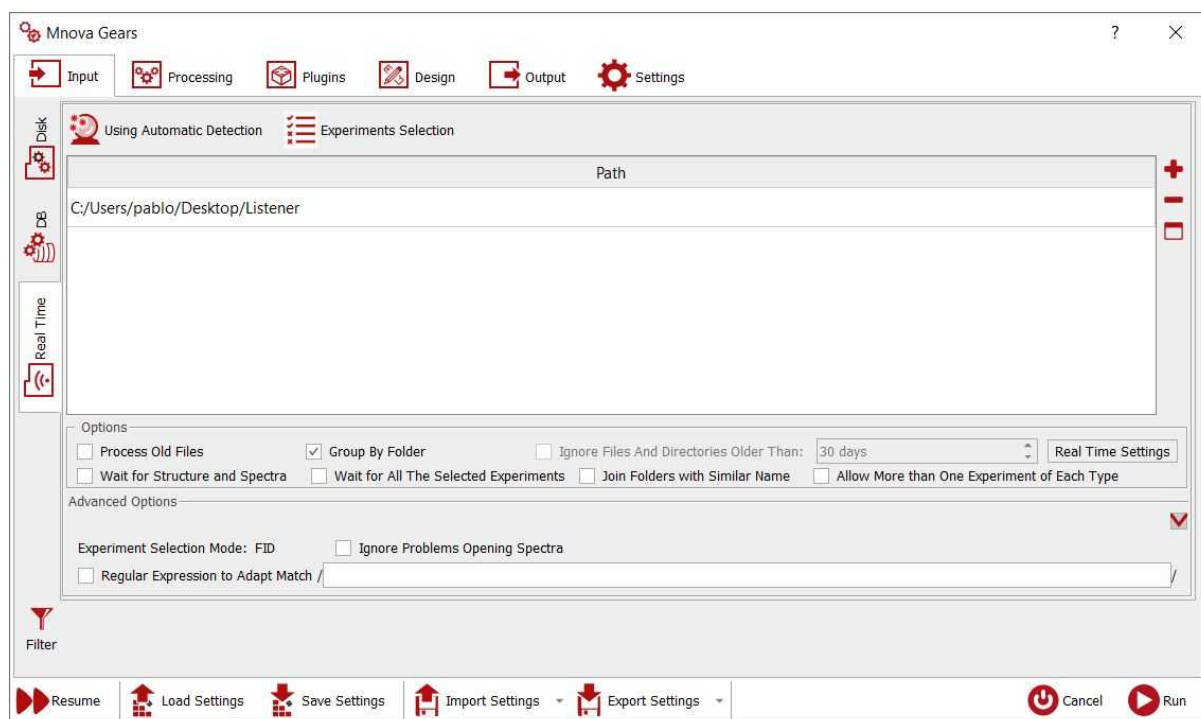 Mnova Gears ?
Input Processing Plugins Design Output Settings
Disk
DB
Real Time
Filter
Using Automatic Detection Experiments Selection
Path
C:/Users/pablo/Desktop/Listener
Options
Process Old Files Group By Folder Ignore Files And Directories Older Than: 30 days Real Time Settings
Wait for Structure and Spectra Wait for All The Selected Experiments Join Folders with Similar Name Allow More than One Experiment of Each Type
Advanced Options
Experiment Selection Mode: FID Ignore Problems Opening Spectra
Regular Expression to Adapt Match / /
Resume Load Settings Save Settings Import Settings Export Settings Cancel Run